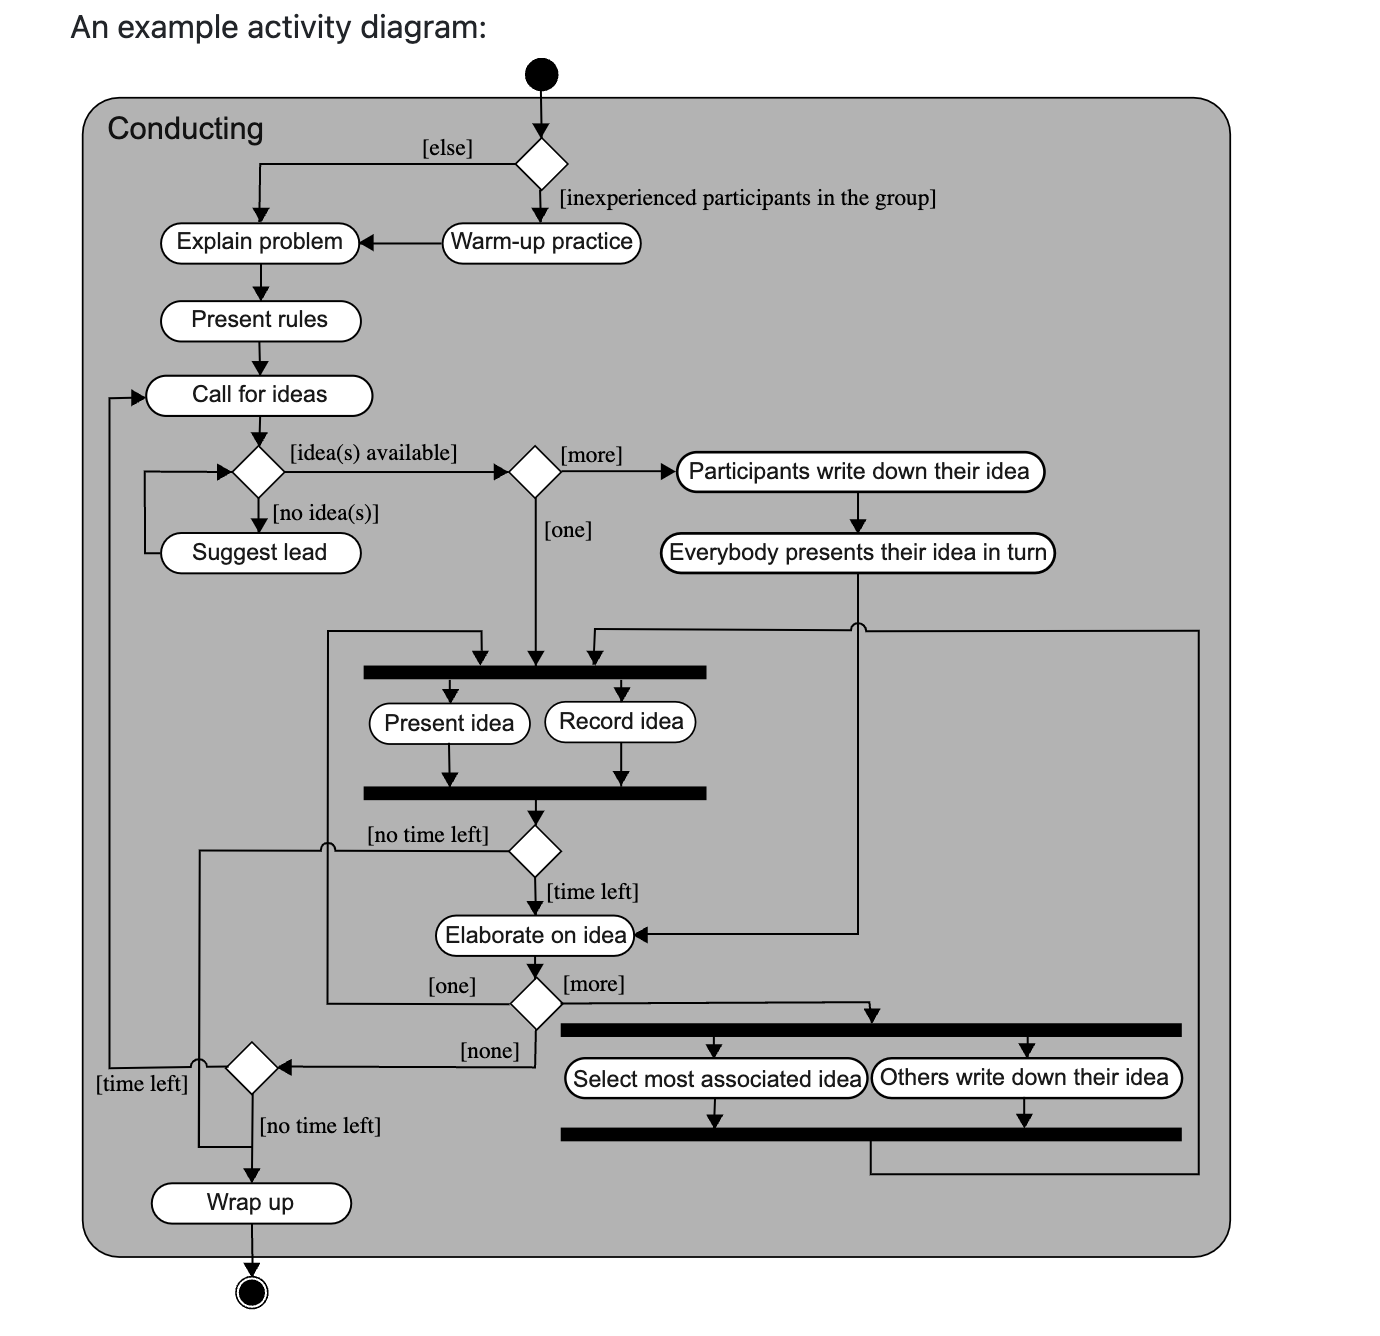 An example activity diagram:
Conducting
[else]
[inexperienced participants in the group]
Explain problem
Warm-up practice
Present rules
Call for ideas
[idea(s) available]
[more]
Participants write down their idea
[no idea(s)]
[one]
Suggest lead
Everybody presents their idea in turn
Present idea
Record idea
[no time left]
[time left]
Elaborate on idea
[one]
[more]
[none]
[time left]
Select most associated idea
Others write down their idea
[no time left]
Wrap up